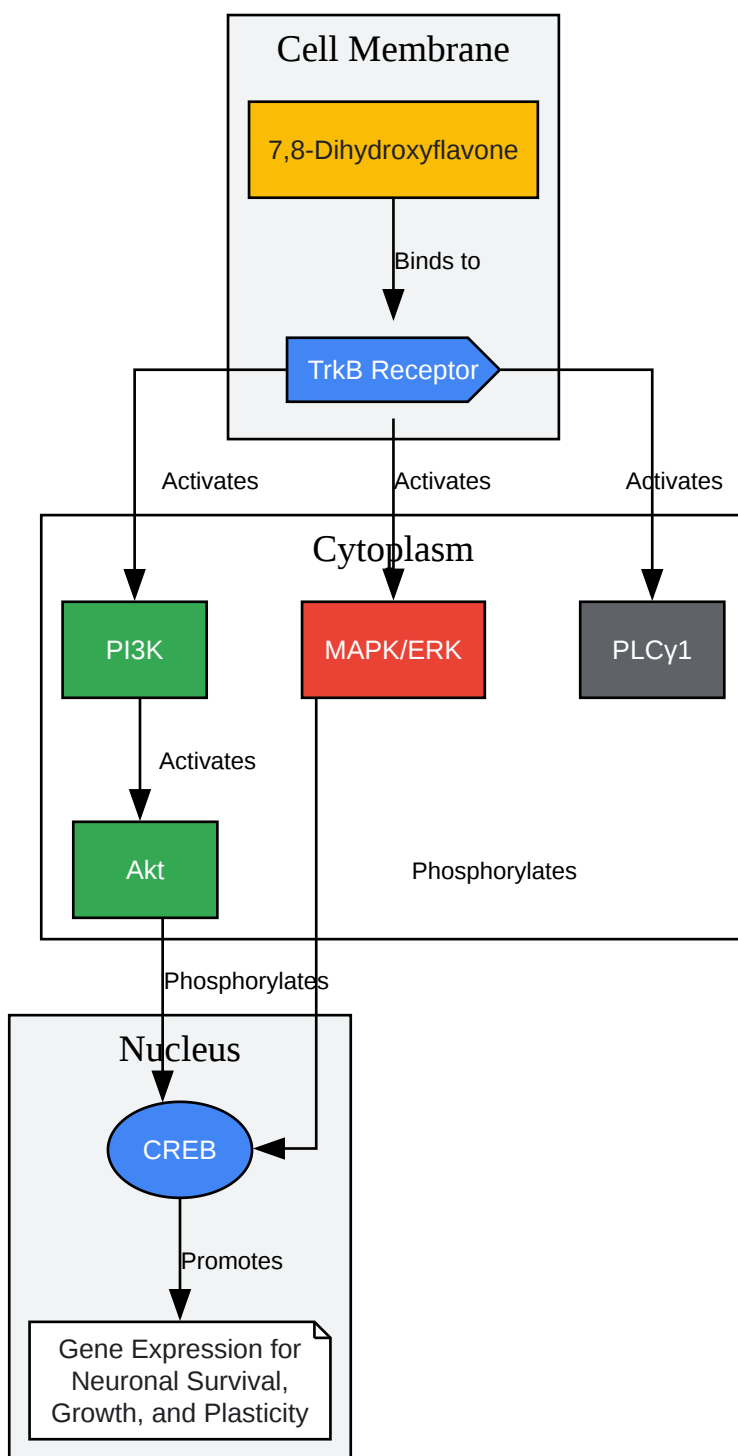 Cell Membrane
7,8-Dihydroxyflavone
Binds to
TrkB Receptor
Activates
Activates
Activates
Cytoplasm
PI3K
MAPK/ERK
PLCγ1
Activates
Akt
Phosphorylates
Phosphorylates
Nucleus
CREB
Promotes
Gene Expression for
Neuronal Survival,
Growth, and Plasticity